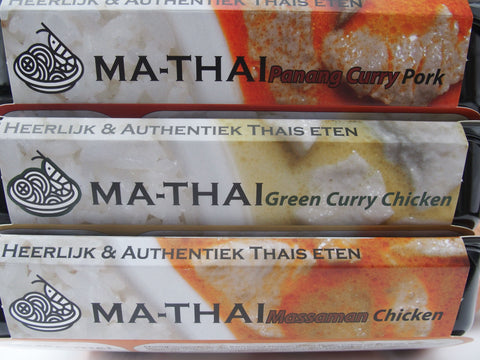 HEERLIJK & AUTHENTIEK THAIS ETEN
MA-THAI Panang Curry Pork
HEERLIJK & AUTHENTIEK THAIS ETEN
MA-THAI Green Curry Chicken
HEERLIJK & AUTHENTIEK THAIS ETEN
MA-THAI Massaman Chicken